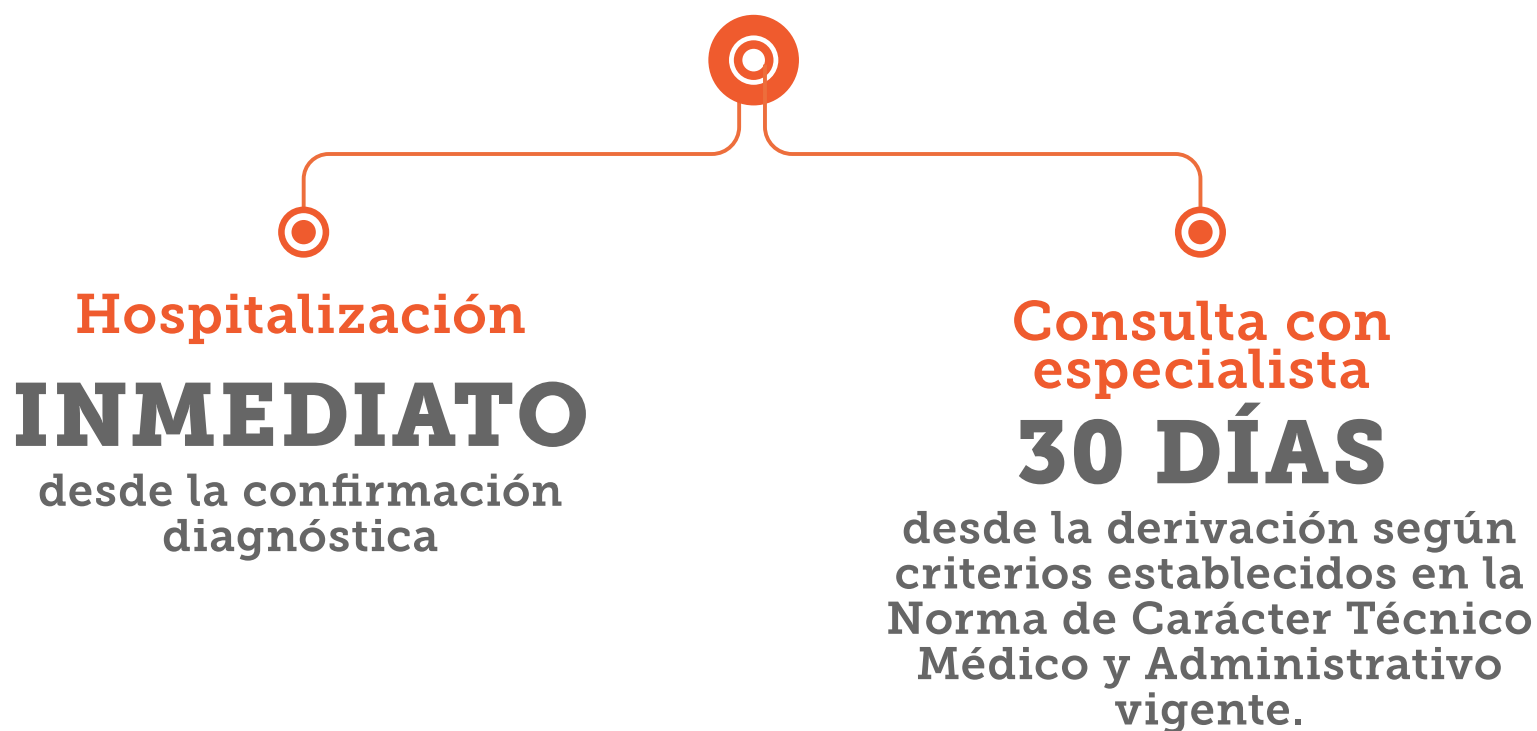 Hospitalización
INMEDIATO
desde la confirmación
diagnóstica
Consulta con
especialista
30 DÍAS
desde la derivación según
criterios establecidos en la
Norma de Carácter Técnico
Médico y Administrativo
vigente.